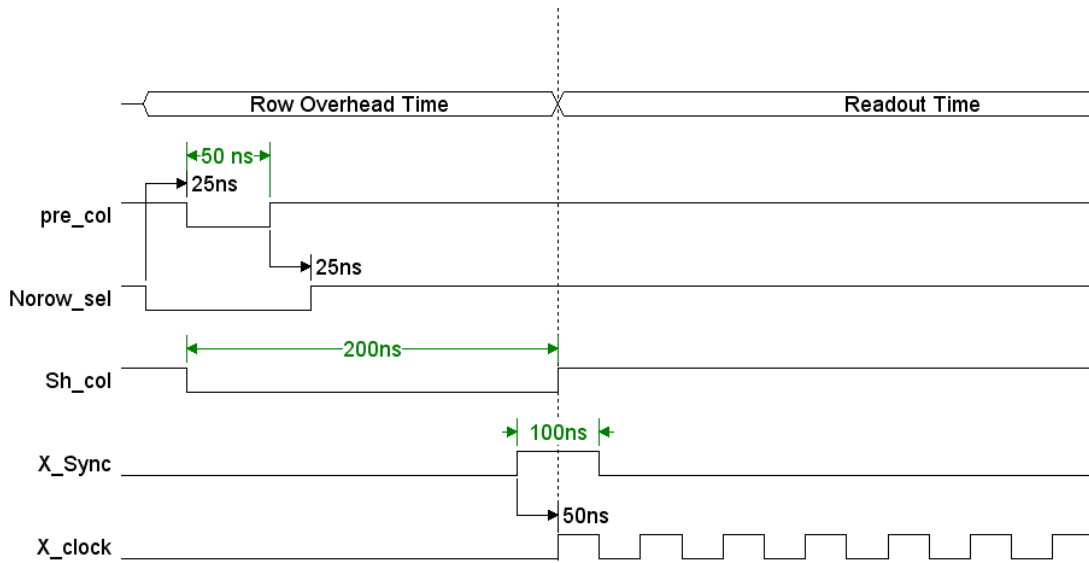 Row Overhead Time
Readout Time
50 ns
25ns
pre_col
25ns
Norow_sel
200ns
Sh_col
100ns
X_Sync
50ns
X_clock